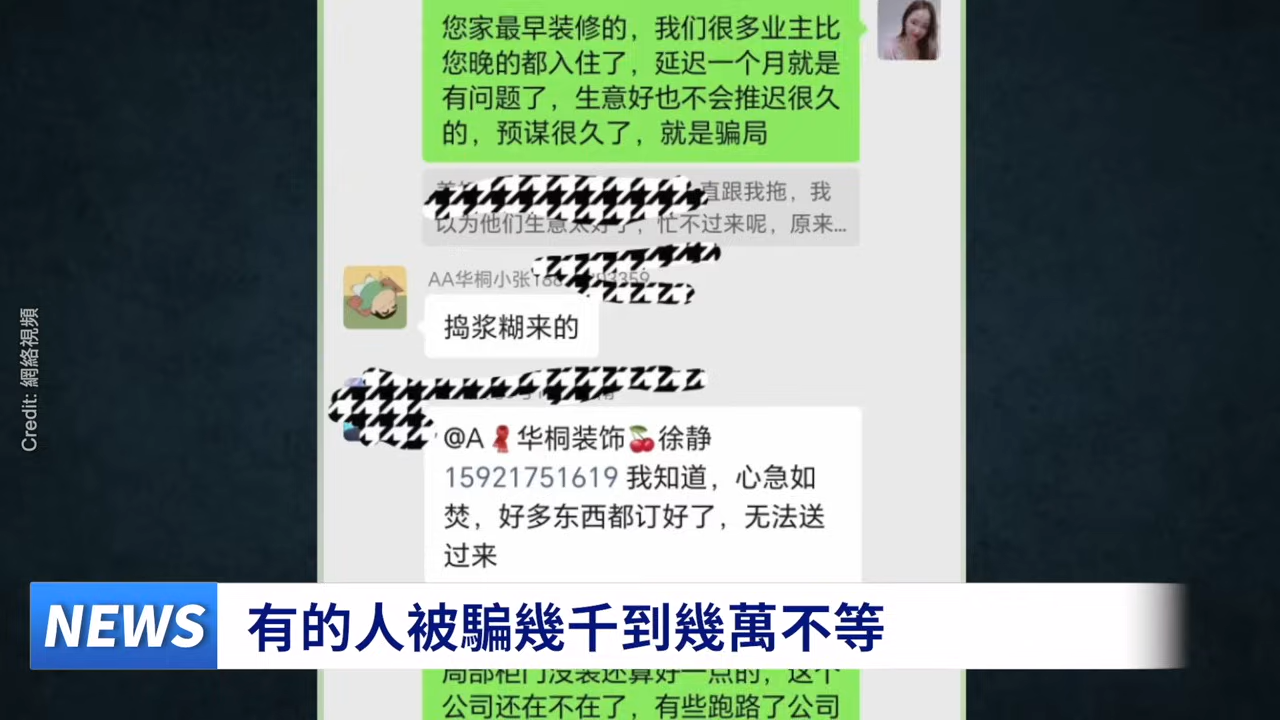 您家最早装修的，我们很多业主比
您晚的都入住了，延迟一个月就是
有问题了，生意好也不会推迟很久
的，预谋很久了，就是骗局
直跟我拖，我
以为他们生意太好了，忙不过来呢，原来...
AA华桐小张
捣浆糊来的
@A华桐装饰🍒徐静
15921751619 我知道，心急如
焚，好多东西都订好了，无法送
过来
Credit: 網絡視頻
NEWS 有的人被騙幾千到幾萬不等
局部柜门没装还算好一点的，这个
公司还在不在了，有些跑路了公司